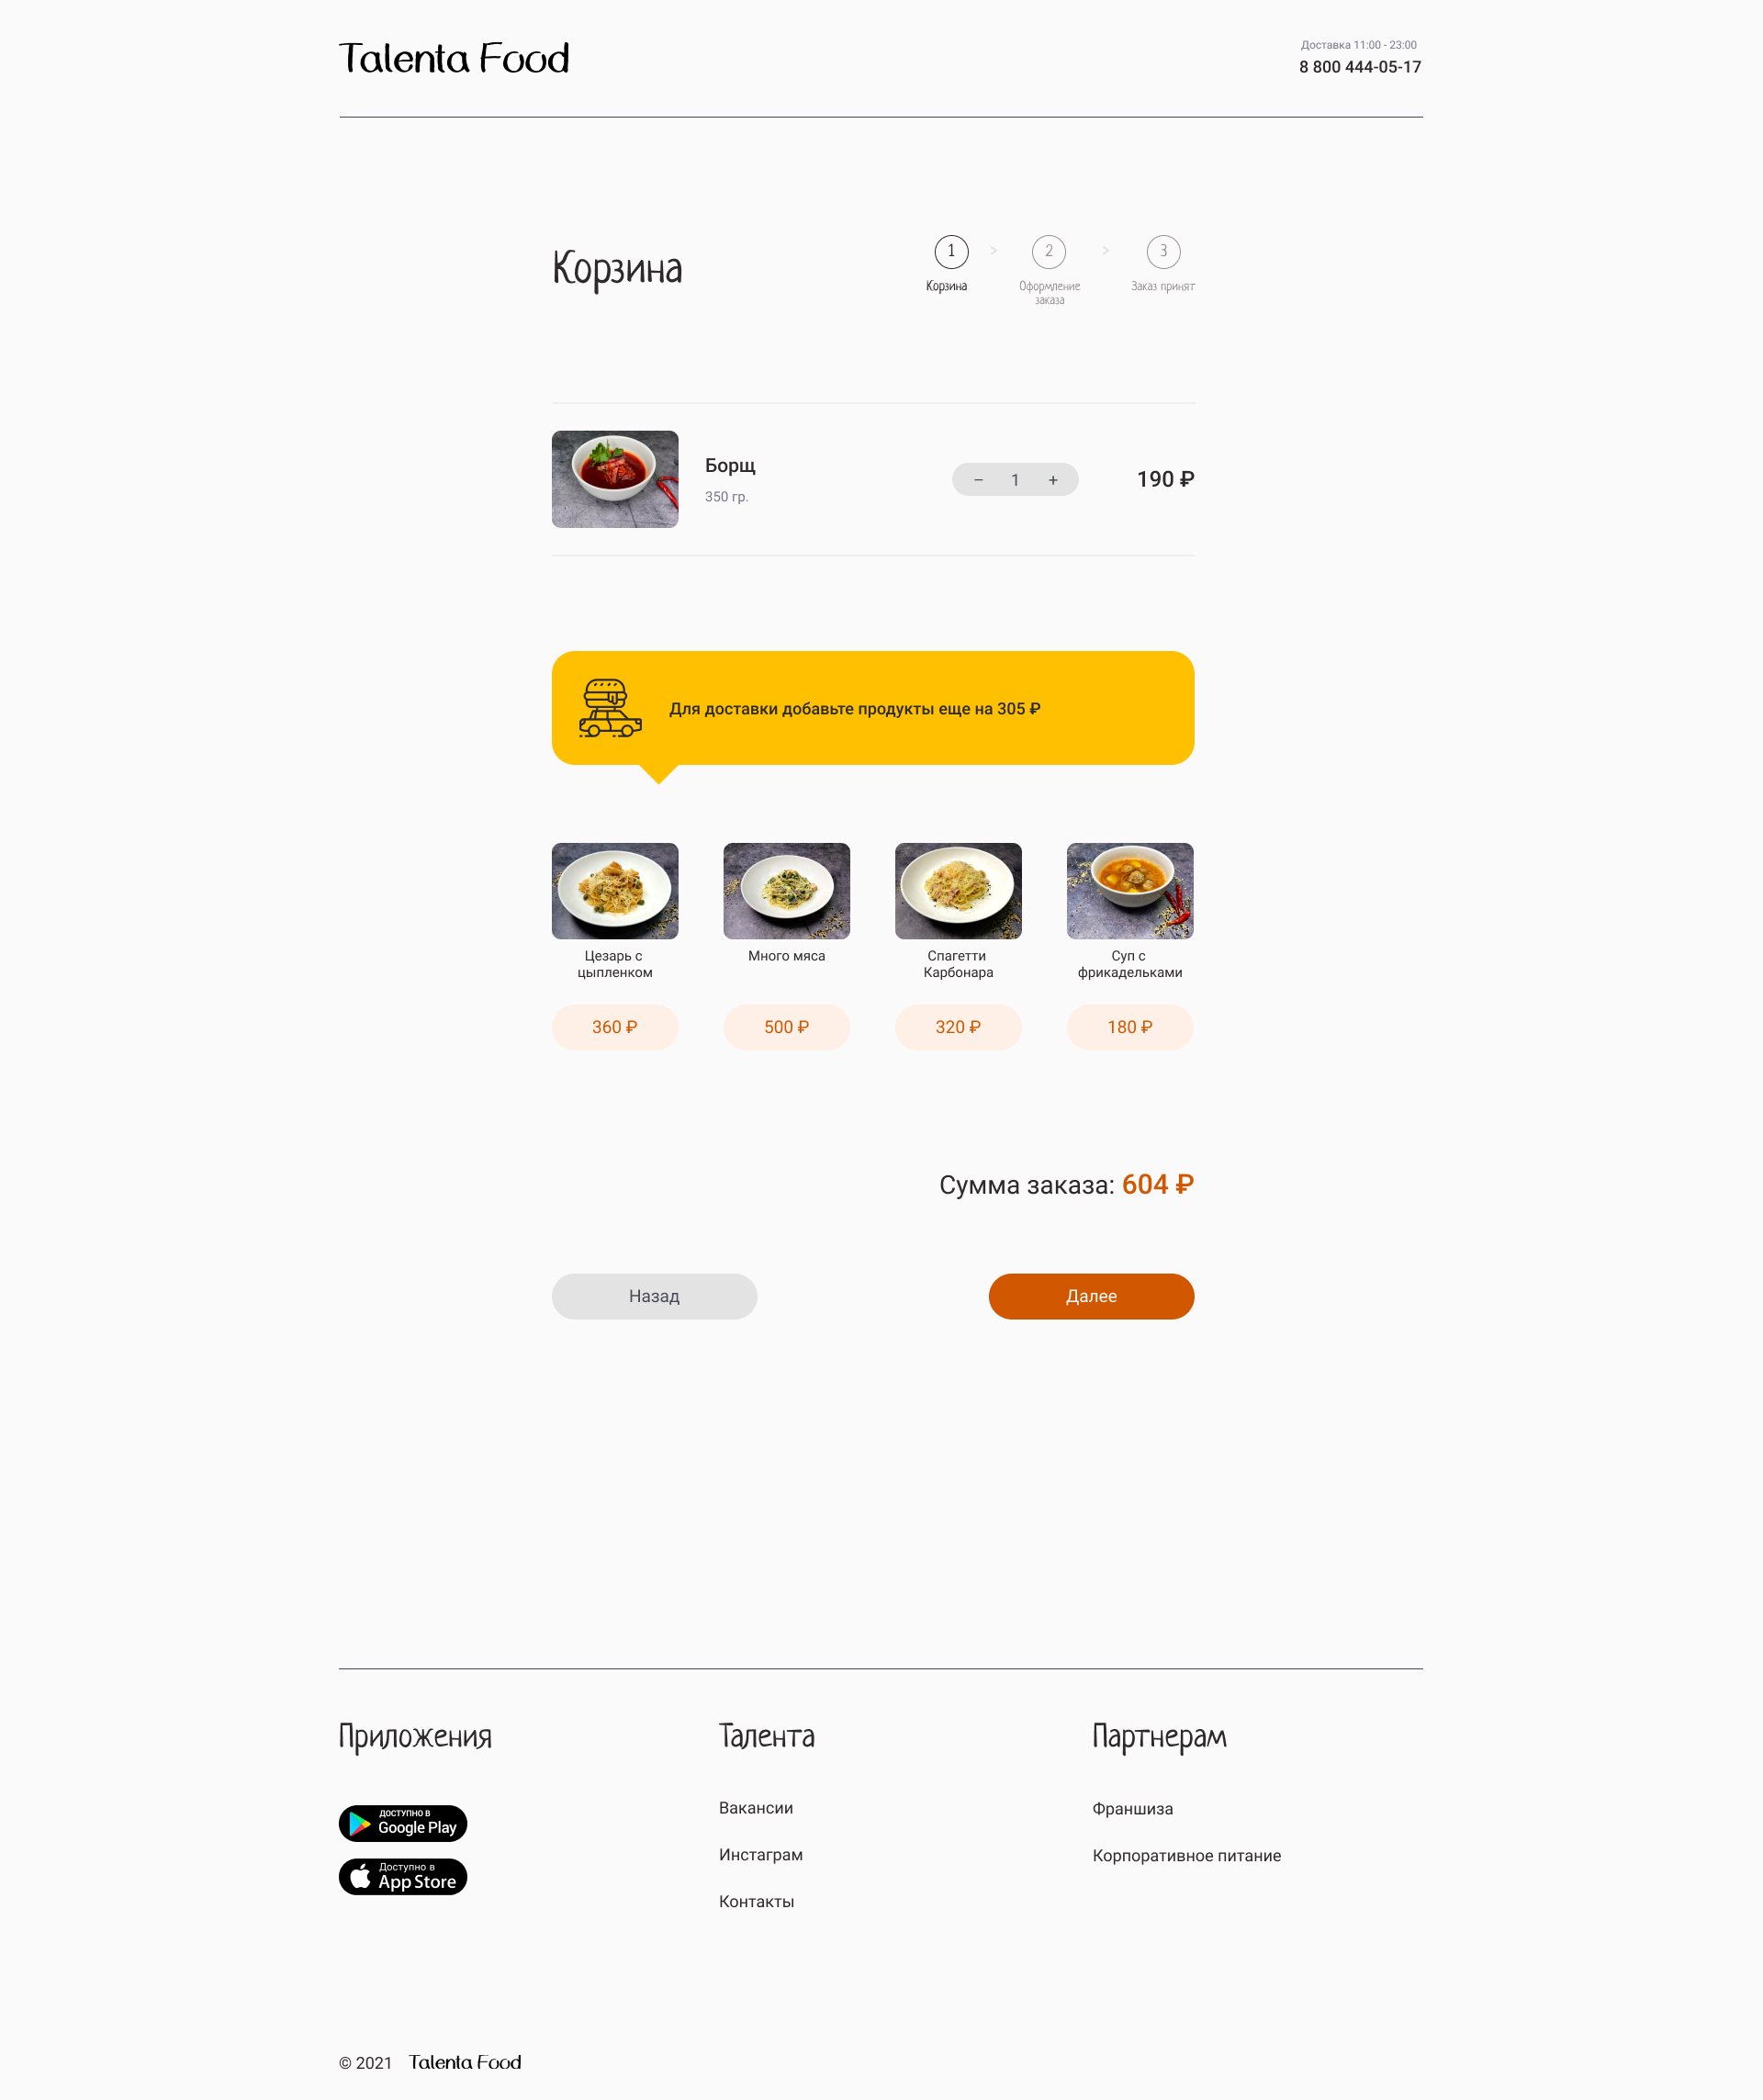 Talenta Food
Доставка 11:00 - 23:00
8 800 444-05-17
Корзина
1 > 2 > 3
Корзина
Оформление
заказа
Заказ принят
Борщ
350 гр.
− 1 +
190 ₽
Для доставки добавьте продукты еще на 305 ₽
Цезарь с
цыпленком
Много мяса
Спагетти
Карбонара
Суп с
фрикадельками
360 ₽
500 ₽
320 ₽
180 ₽
Сумма заказа: 604 ₽
Назад
Далее
Приложения
ДОСТУПНО В
Google Play
Доступно в
App Store
Талента
Вакансии
Инстаграм
Контакты
Партнерам
Франшиза
Корпоративное питание
© 2021 Talenta Food